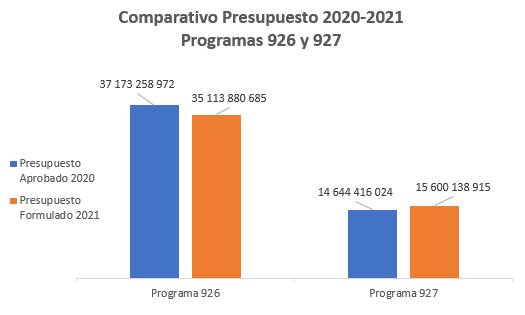 Comparativo Presupuesto 2020-2021
Programas 926 y 927
37 173 258 972
35 113 880 685
14 644 416 024
15 600 138 915
Presupuesto
Aprobado 2020
Presupuesto
Formulado 2021
Programa 926
Programa 927